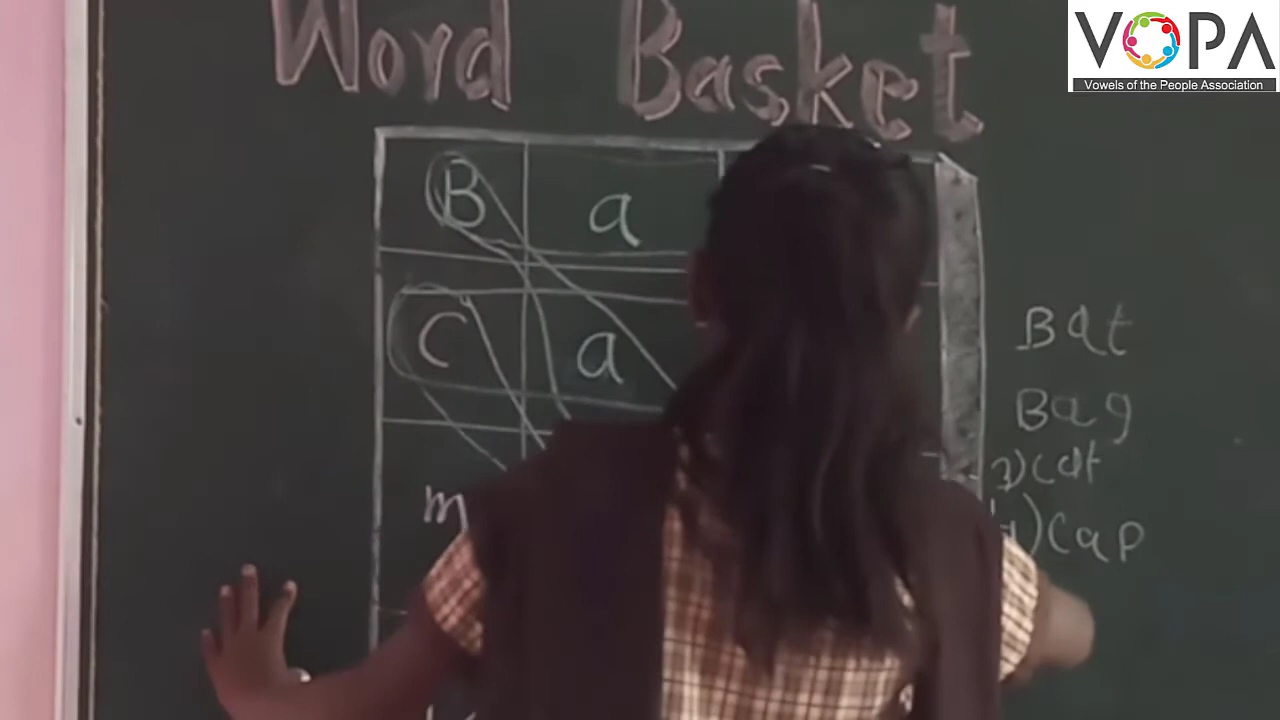 Word Basket
VOPA
Vowels of the People Association
B a
C a
m
Bat
Bag
3) Cat
4) Cap